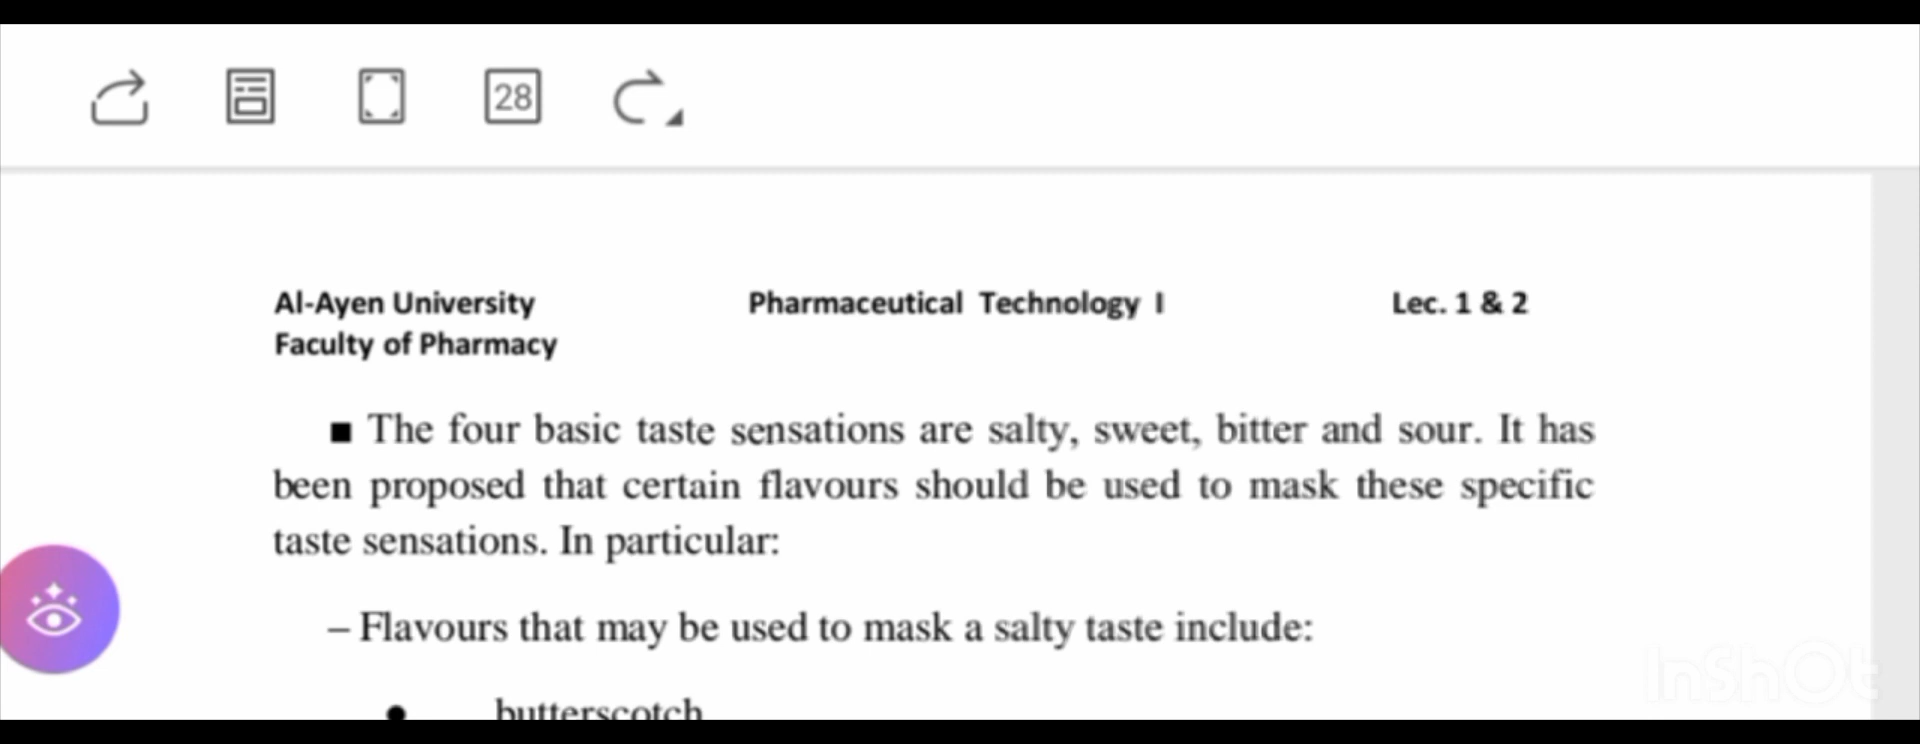 28
Al-Ayen University Pharmaceutical Technology I Lec. 1 & 2
Faculty of Pharmacy
■ The four basic taste sensations are salty, sweet, bitter and sour. It has
been proposed that certain flavours should be used to mask these specific
taste sensations. In particular:
– Flavours that may be used to mask a salty taste include:
● butterscotch
InShOt